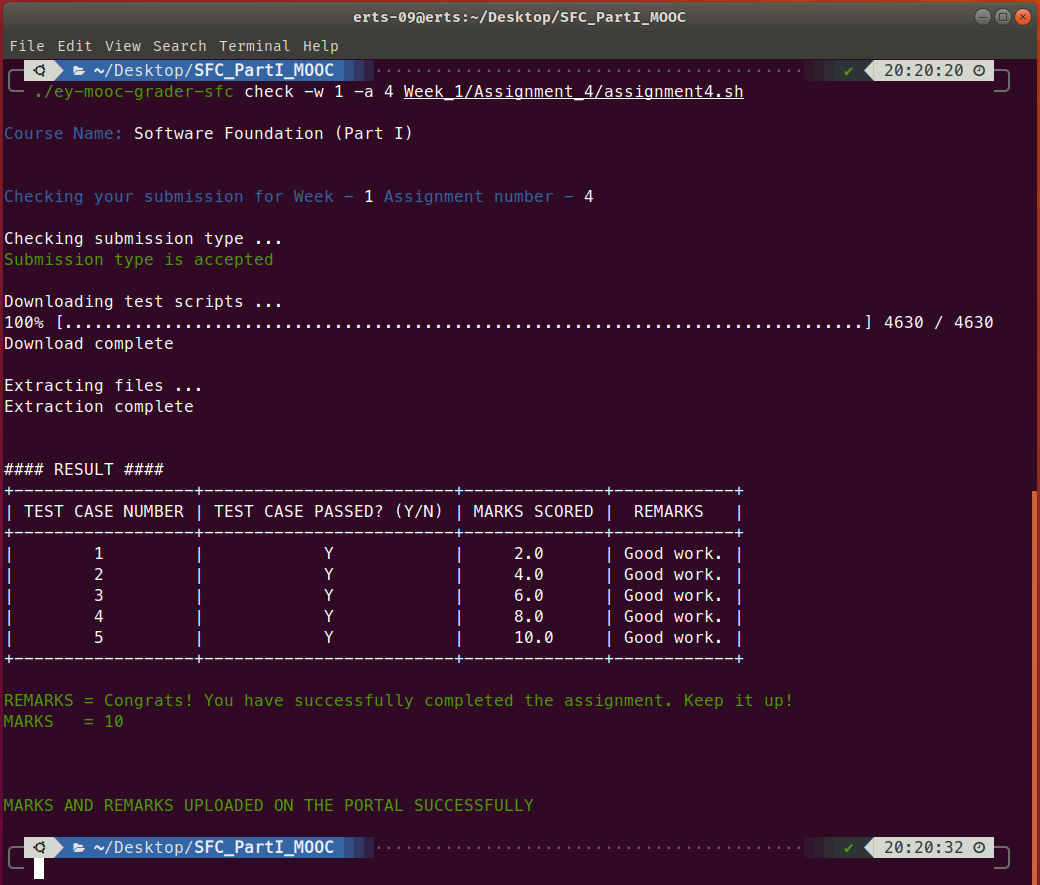 erts-09@erts:~/Desktop/SFC_PartI_MOOC
File Edit View Search Terminal Help
~/Desktop/SFC_PartI_MOOC ✔ 20:20:20
./ey-mooc-grader-sfc check -w 1 -a 4 Week_1/Assignment_4/assignment4.sh
Course Name: Software Foundation (Part I)
Checking your submission for Week - 1 Assignment number - 4
Checking submission type ...
Submission type is accepted
Downloading test scripts ...
100% [................................................................................] 4630 / 4630
Download complete
Extracting files ...
Extraction complete
#### RESULT ####
+------------------+-------------------------+--------------+------------+
| TEST CASE NUMBER | TEST CASE PASSED? (Y/N) | MARKS SCORED | REMARKS |
+------------------+-------------------------+--------------+------------+
| 1 | Y | 2.0 | Good work. |
| 2 | Y | 4.0 | Good work. |
| 3 | Y | 6.0 | Good work. |
| 4 | Y | 8.0 | Good work. |
| 5 | Y | 10.0 | Good work. |
+------------------+-------------------------+--------------+------------+
REMARKS = Congrats! You have successfully completed the assignment. Keep it up!
MARKS = 10
MARKS AND REMARKS UPLOADED ON THE PORTAL SUCCESSFULLY
~/Desktop/SFC_PartI_MOOC ✔ 20:20:32